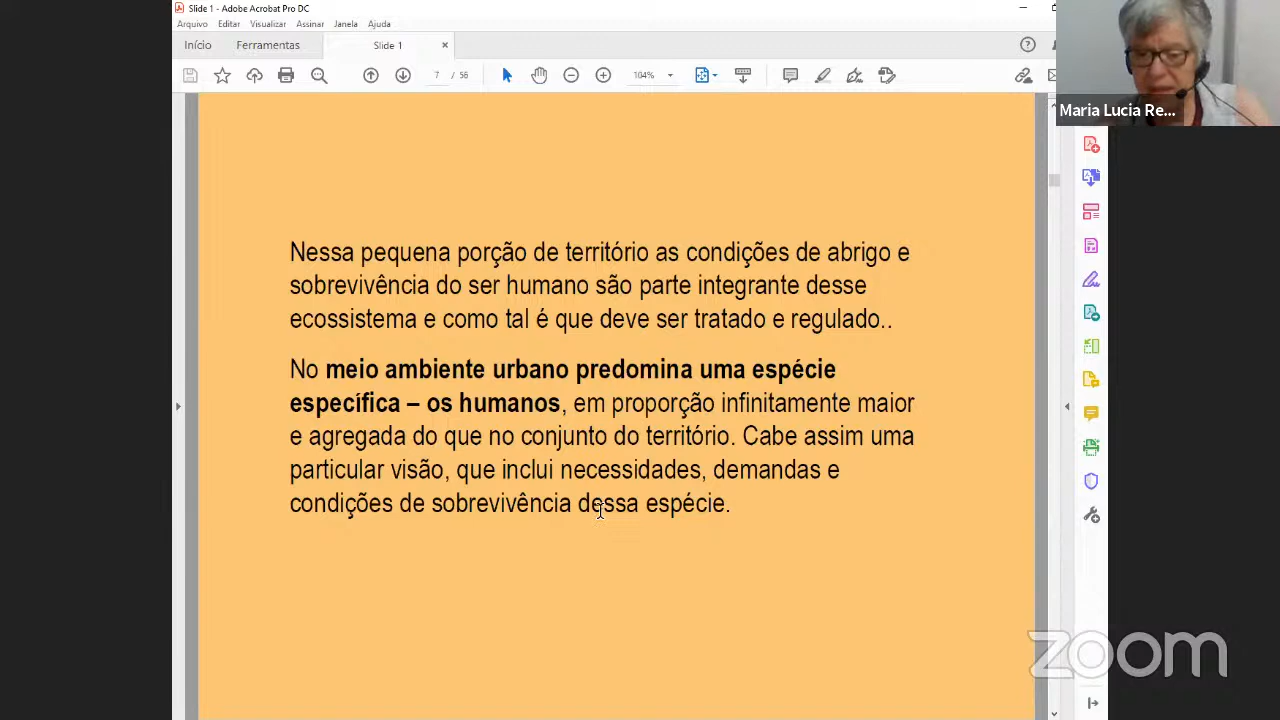 Slide 1 - Adobe Acrobat Pro DC
Arquivo Editar Visualizar Assinar Janela Ajuda
Início Ferramentas Slide 1 ×
7 / 56 104%
Maria Lucia Re...
Nessa pequena porção de território as condições de abrigo e
sobrevivência do ser humano são parte integrante desse
ecossistema e como tal é que deve ser tratado e regulado..
No meio ambiente urbano predomina uma espécie
específica – os humanos, em proporção infinitamente maior
e agregada do que no conjunto do território. Cabe assim uma
particular visão, que inclui necessidades, demandas e
condições de sobrevivência dessa espécie.
zoom